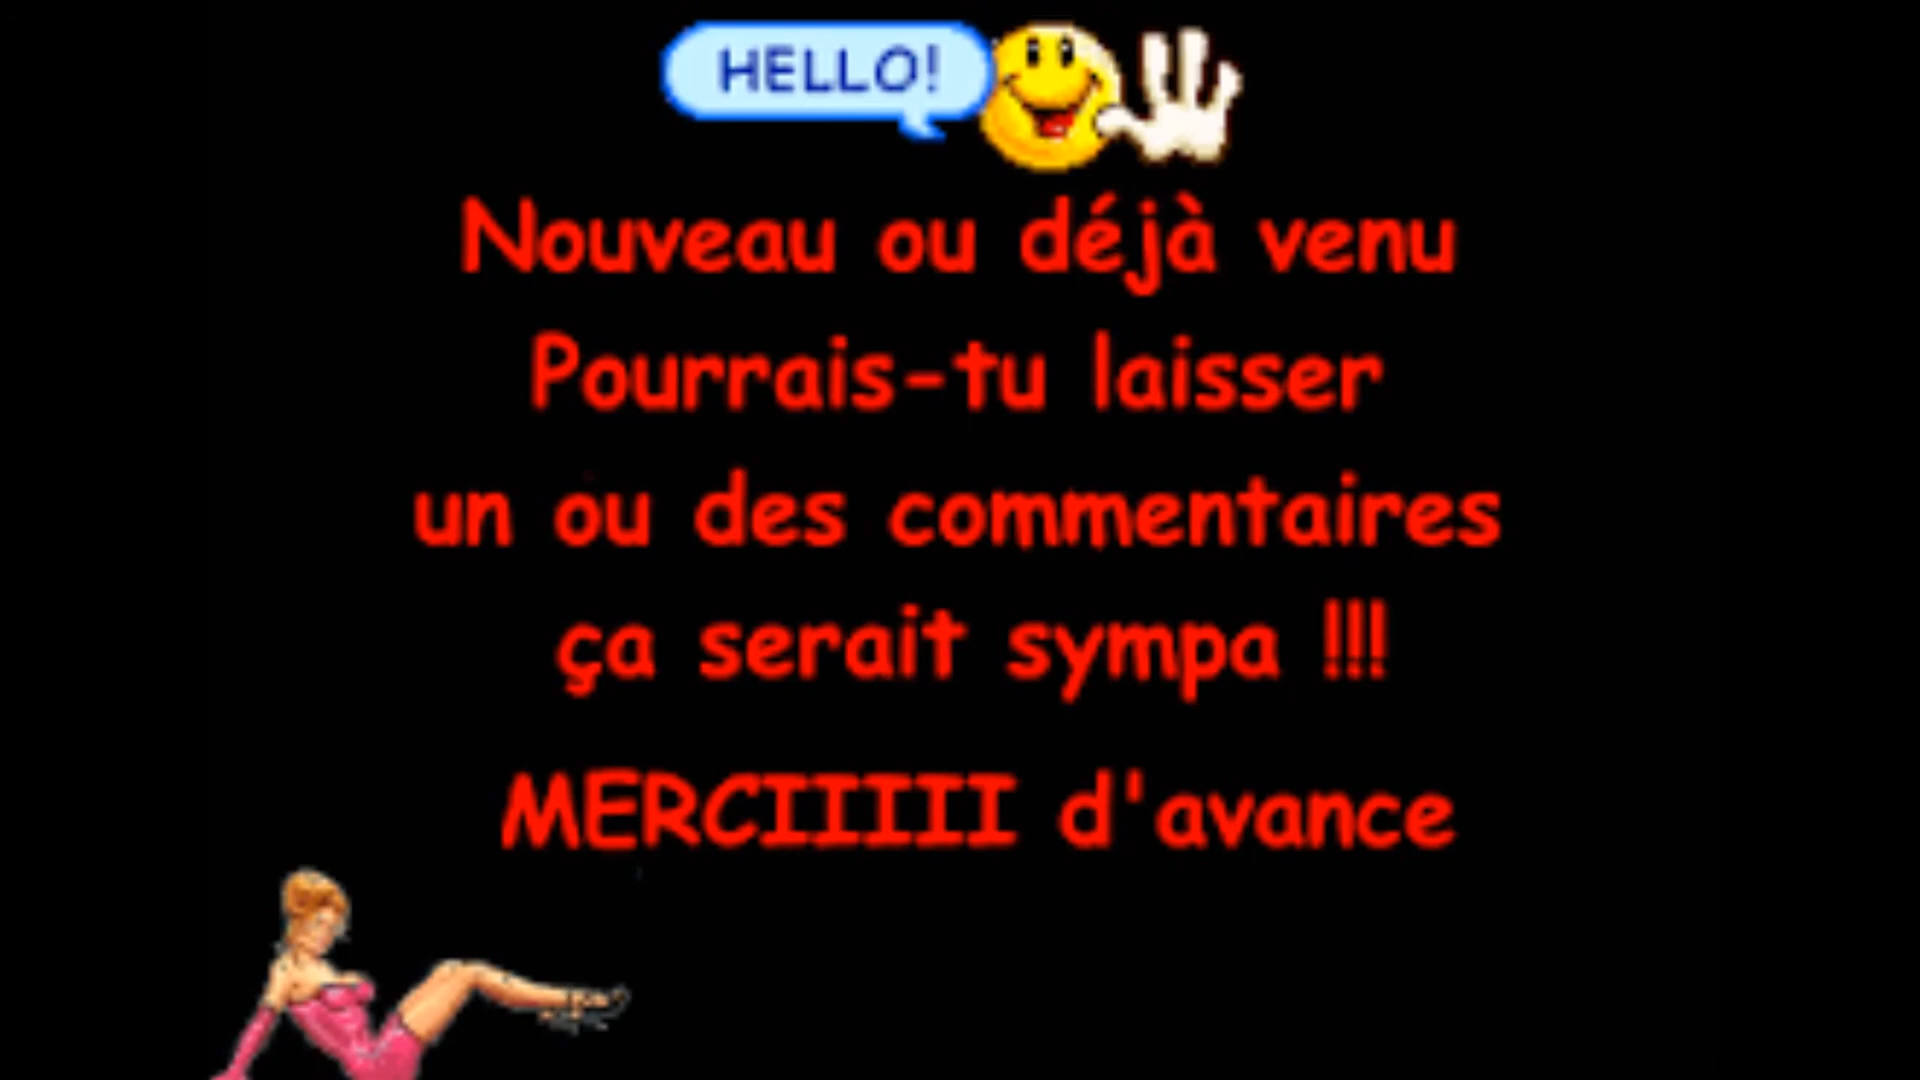 HELLO!
Nouveau ou déjà venu
Pourrais-tu laisser
un ou des commentaires
ça serait sympa !!!
MERCIIIII d'avance